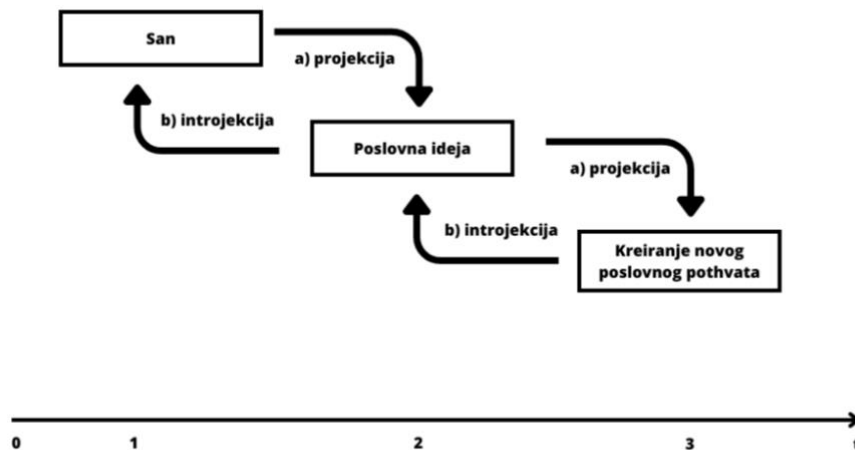 San
a) projekcija
b) introjekcija
Poslovna ideja
a) projekcija
b) introjekcija
Kreiranje novog
poslovnog pothvata
0 1 2 3